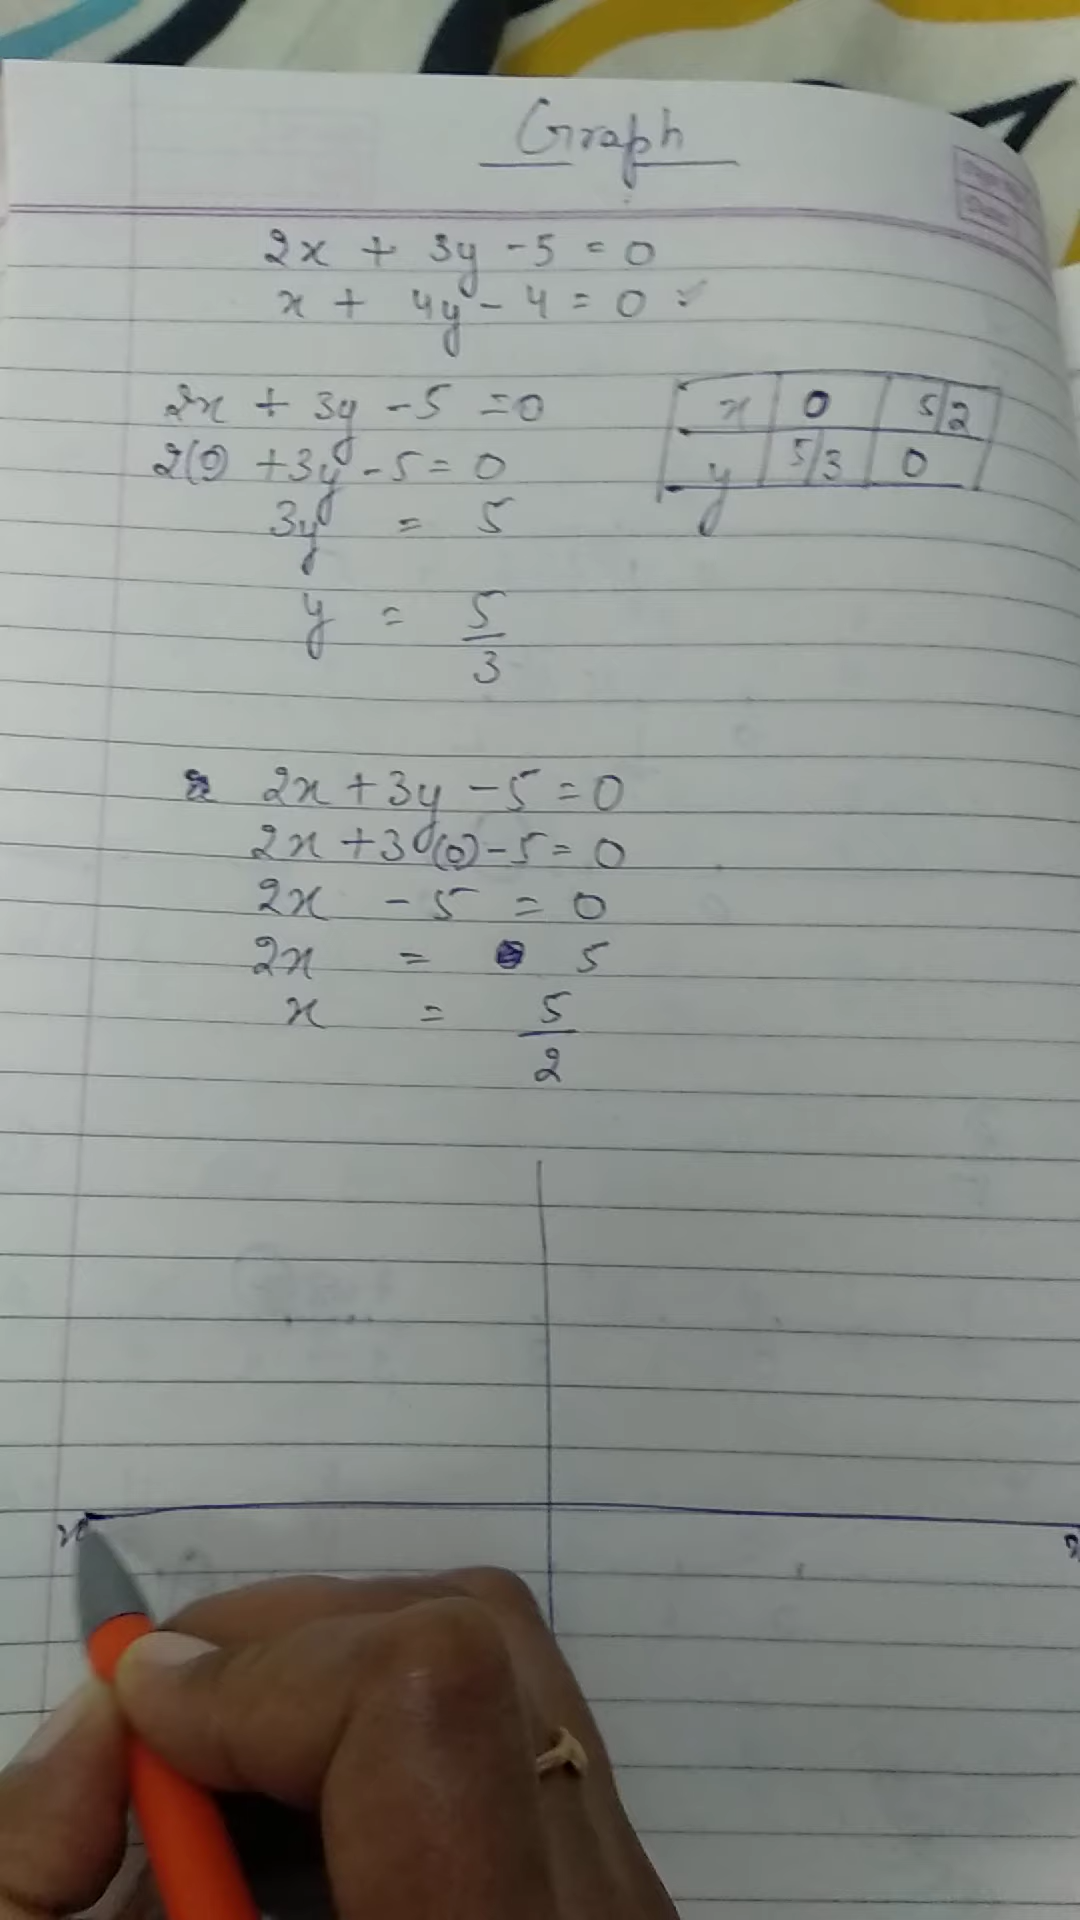 Graph
2x + 3y - 5 = 0
x + 4y - 4 = 0 ✓
2x + 3y - 5 = 0
2(0) + 3y - 5 = 0
3y = 5
y = 5/3
x 0 5/2
y 5/3 0
2x + 3y - 5 = 0
2x + 3(0) - 5 = 0
2x - 5 = 0
2x = 5
x = 5/2